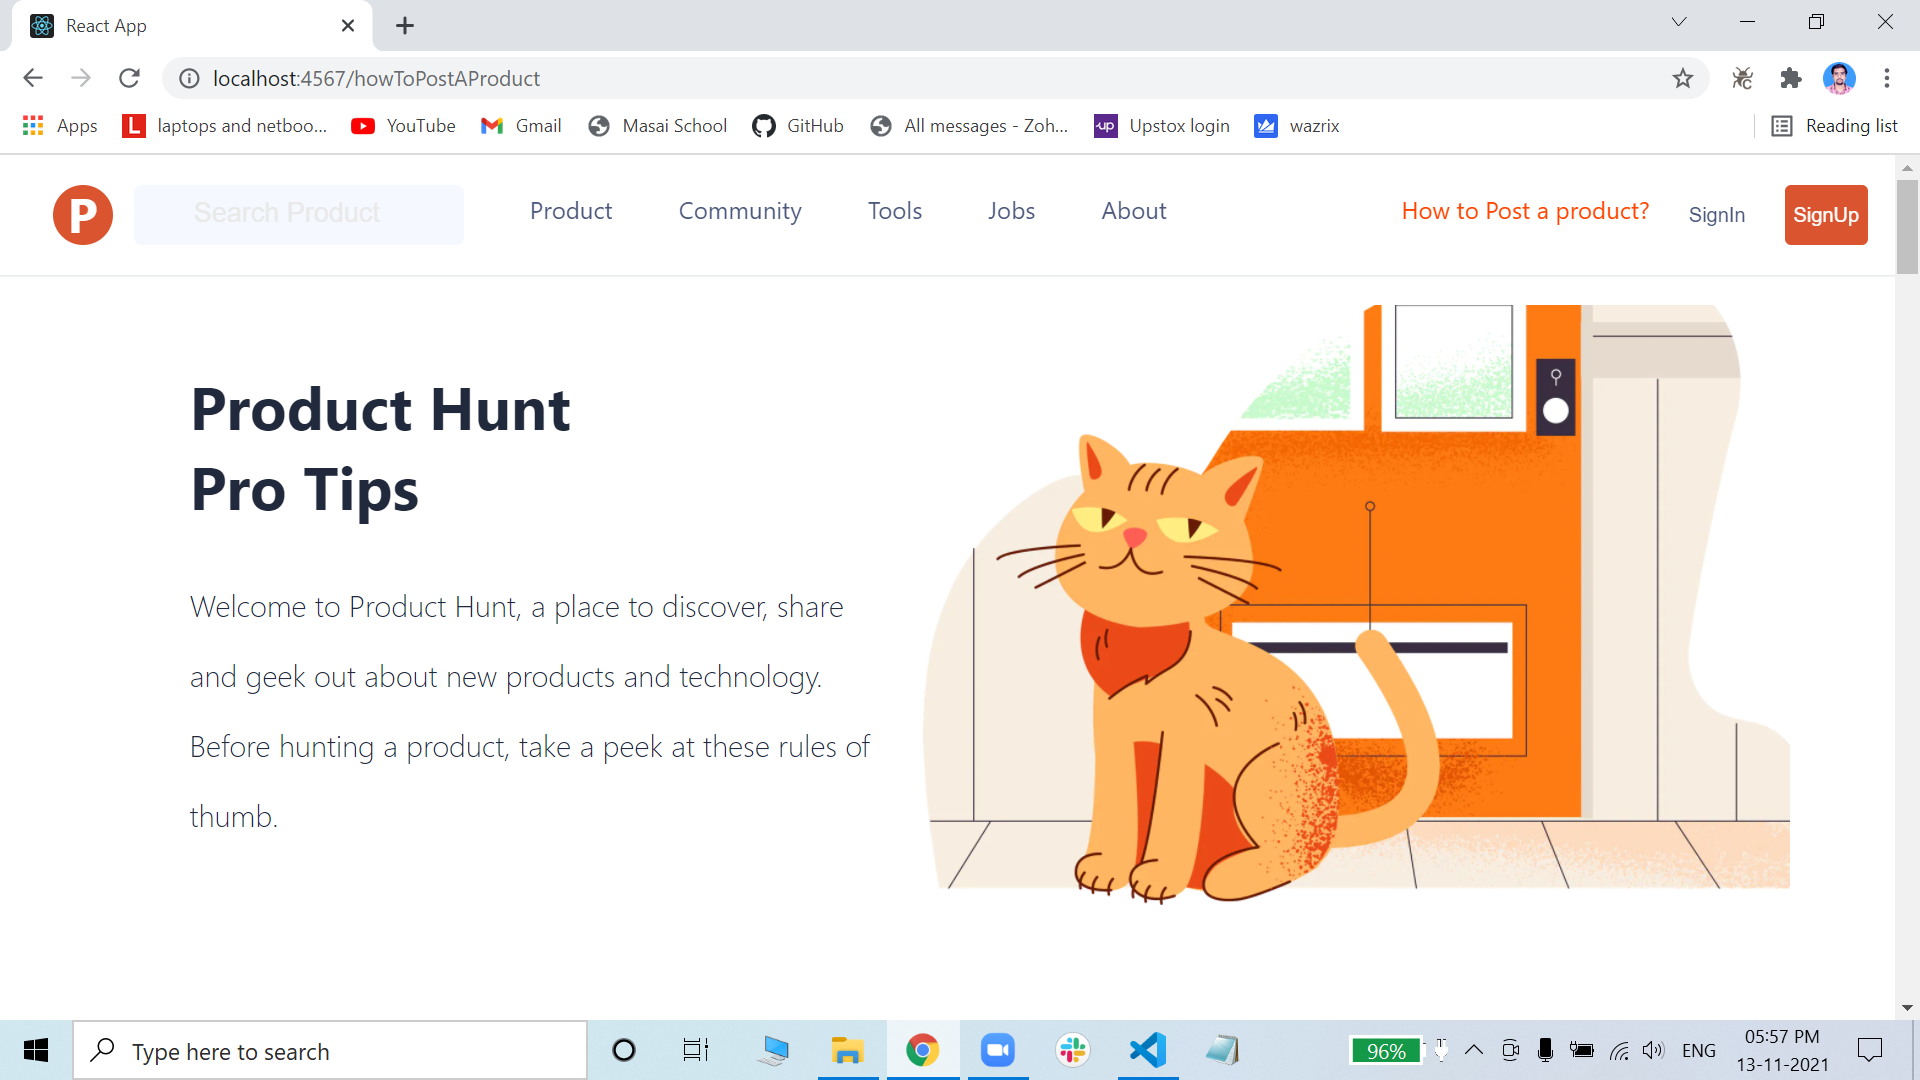 React App
localhost:4567/howToPostAProduct
Apps
laptops and netboo...
YouTube
Gmail
Masai School
GitHub
All messages - Zoh...
up
Upstox login
wazrix
Reading list
P
Search Product
Product
Community
Tools
Jobs
About
How to Post a product?
SignIn
SignUp
Product Hunt
Pro Tips
Welcome to Product Hunt, a place to discover, share
and geek out about new products and technology.
Before hunting a product, take a peek at these rules of
thumb.
Type here to search
96%
ENG
05:57 PM
13-11-2021